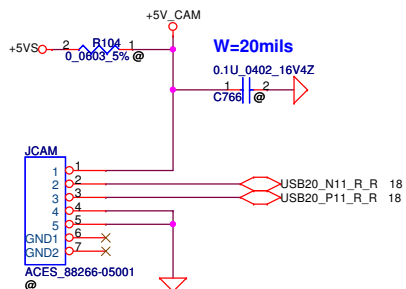 +5V_CAM
+5VS 2 R104 1
0_0603_5% @
W=20mils
0.1U_0402_16V4Z
1 2
C766 @
JCAM
1 1
2 2 USB20_N11_R_R 18
3 3 USB20_P11_R_R 18
4 4
5 5
GND1 6
GND2 7
ACES_88266-05001
@